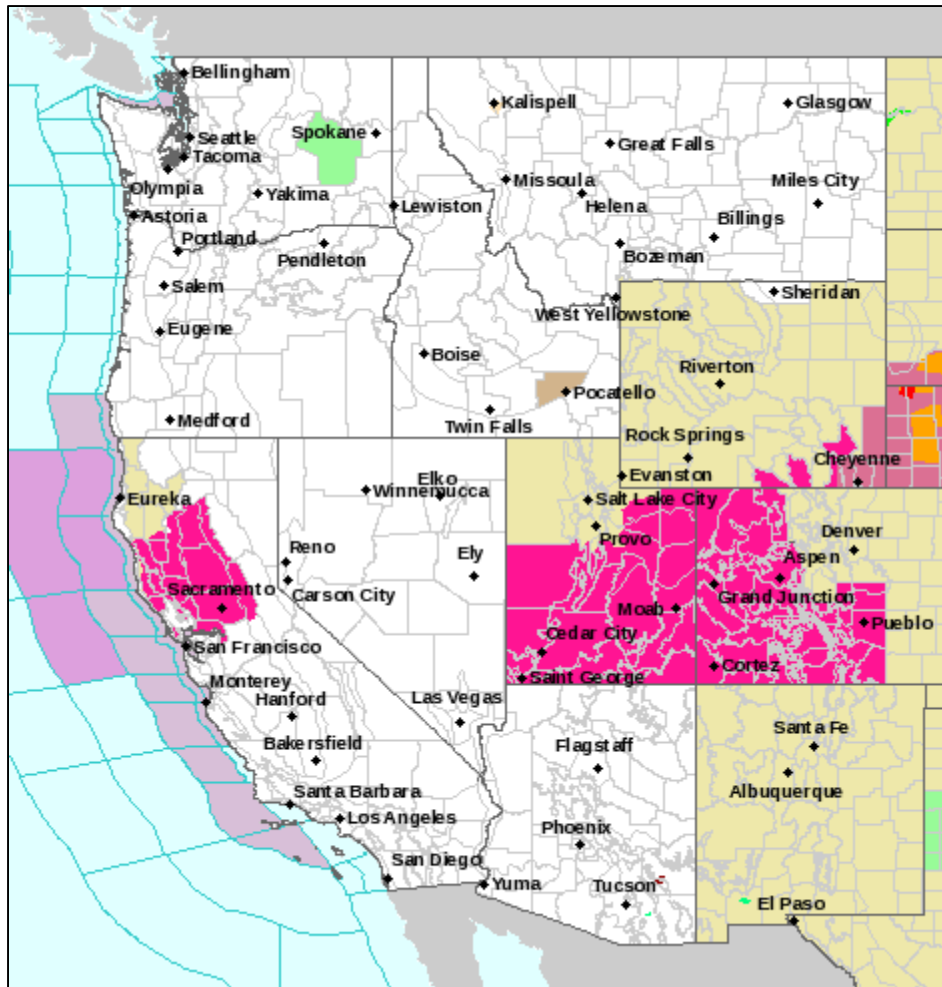 Bellingham
Kalispell
Glasgow
Seattle
Spokane
Great Falls
Tacoma
Olympia
Yakima
Missoula
Miles City
Helena
Lewiston
Astoria
Billings
Portland
Pendleton
Bozeman
Salem
Sheridan
West Yellowstone
Eugene
Boise
Riverton
Pocatello
Medford
Twin Falls
Rock Springs
Cheyenne
Elko
Evanston
Winnemucca
Eureka
Salt Lake City
Denver
Provo
Reno
Ely
Aspen
Sacramento
Carson City
Grand Junction
Moab
Pueblo
Cedar City
San Francisco
Cortez
Saint George
Monterey
Hanford
Las Vegas
Santa Fe
Bakersfield
Flagstaff
Albuquerque
Santa Barbara
Los Angeles
Phoenix
San Diego
Yuma
Tucson
El Paso